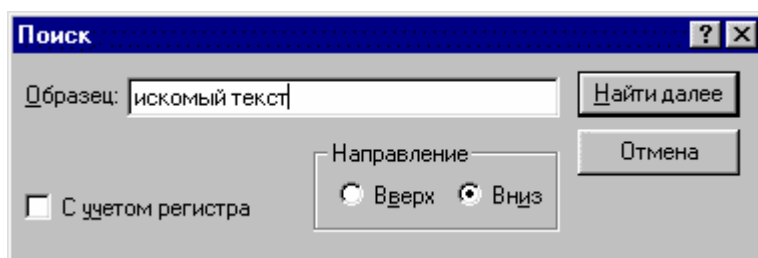 Поиск
Образец: искомый текст Найти далее
Направление Отмена
С учетом регистра Вверх Вниз